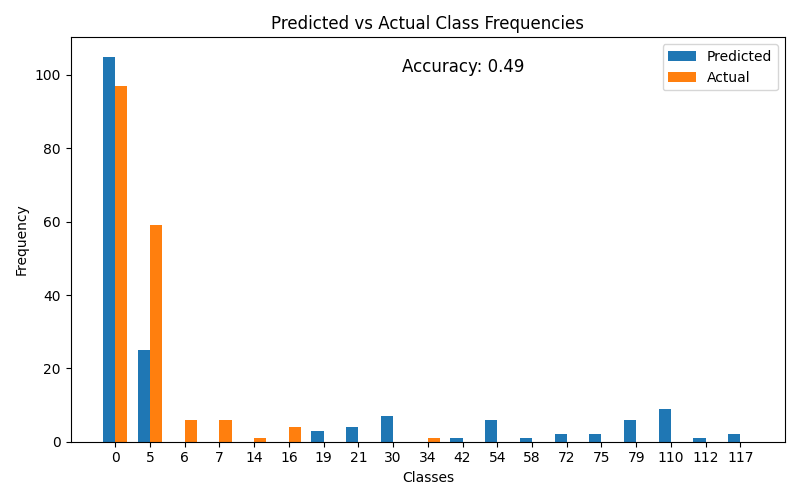 Predicted vs Actual Class Frequencies
Accuracy: 0.49
Predicted
Actual
Frequency
100
80
60
40
20
0
0 5 6 7 14 16 19 21 30 34 42 54 58 72 75 79 110 112 117
Classes